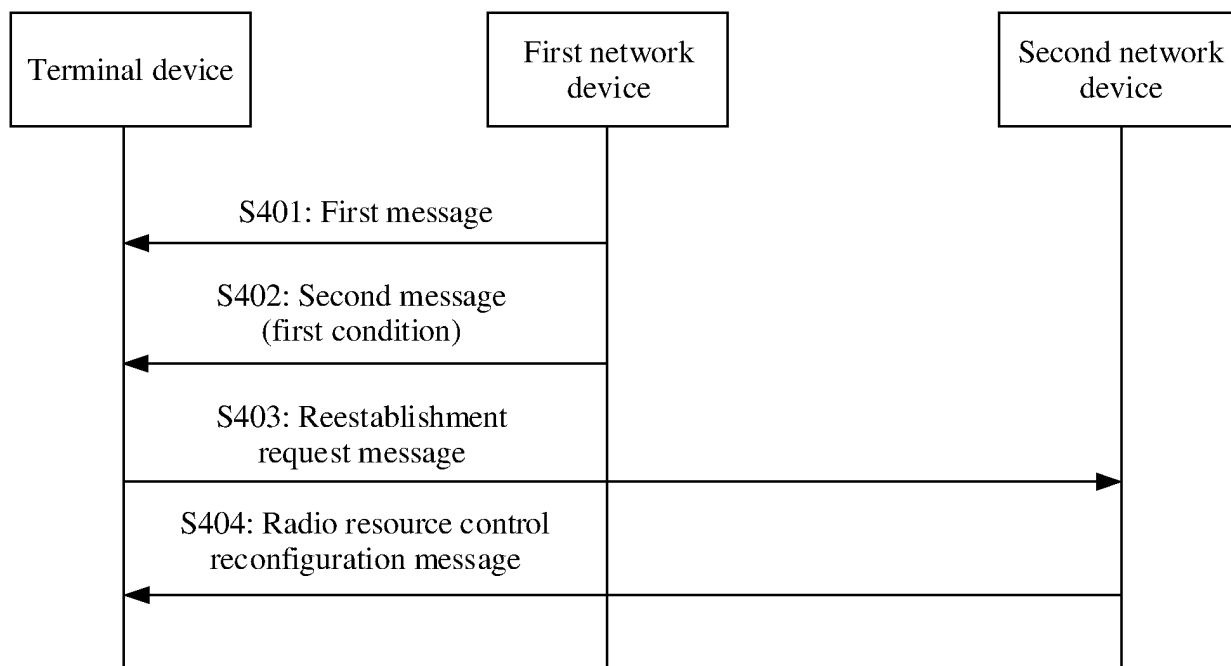 Terminal device
First network
device
Second network
device
S401: First message
S402: Second message
(first condition)
S403: Reestablishment
request message
S404: Radio resource control
reconfiguration message